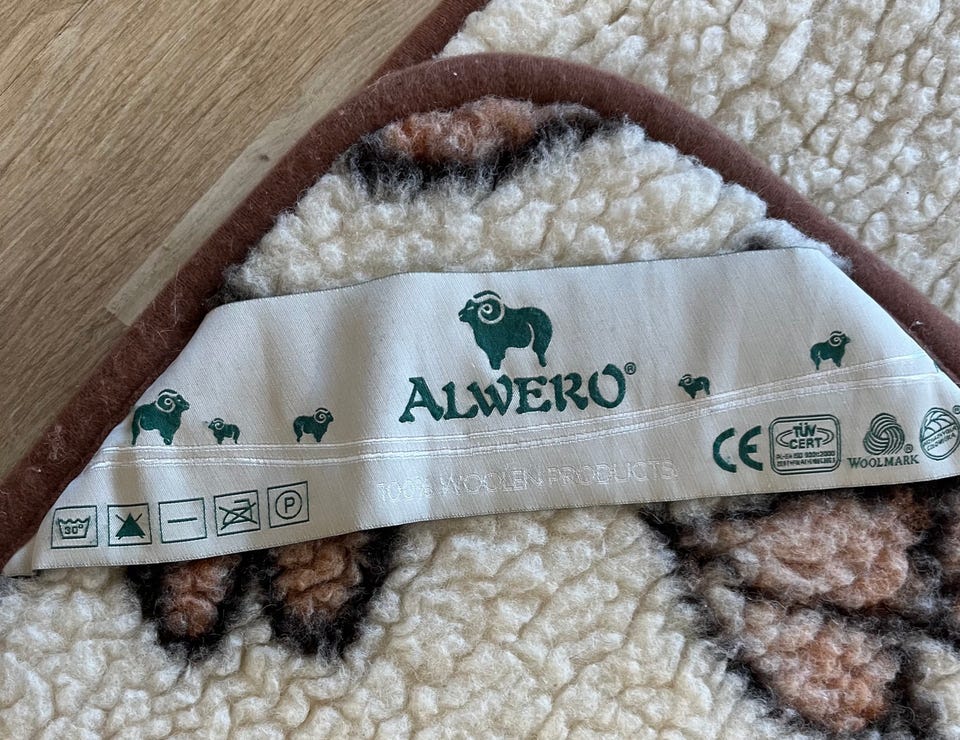 ALWERO®
CE
TÜV
CERT
WOOLMARK ®
100% WOOLEN PRODUCTS
30°
P